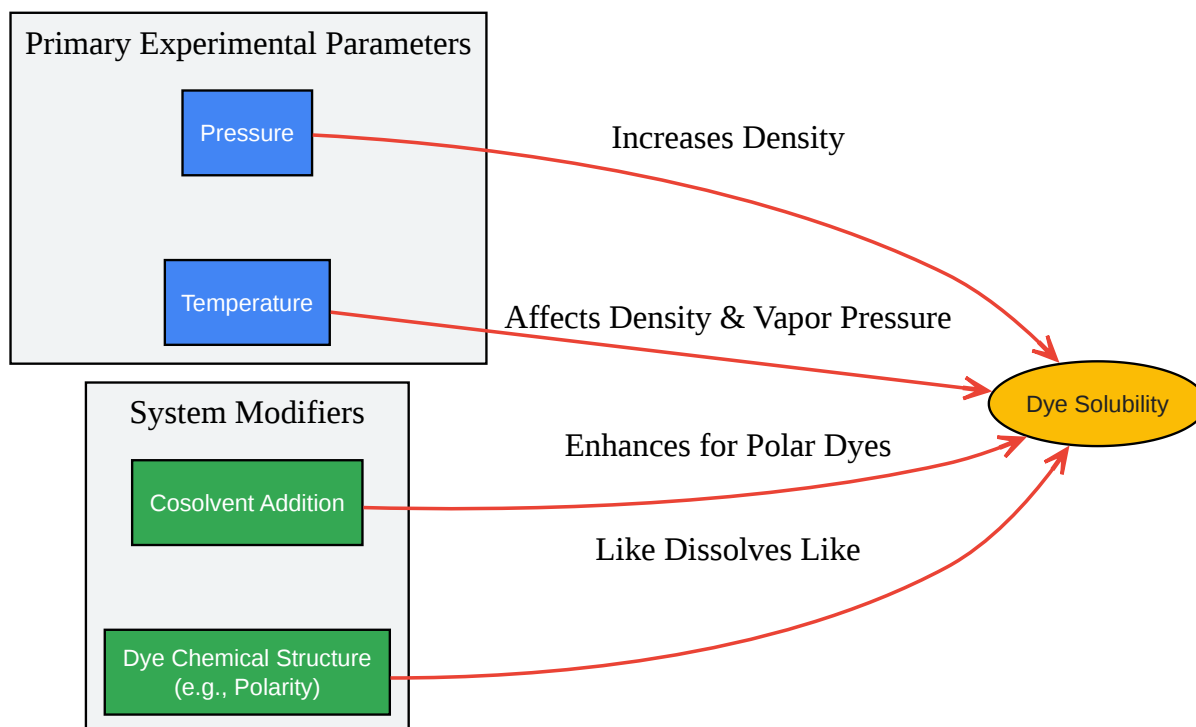 Primary Experimental Parameters
Pressure
Increases Density
Temperature
Affects Density & Vapor Pressure
Dye Solubility
System Modifiers
Enhances for Polar Dyes
Cosolvent Addition
Like Dissolves Like
Dye Chemical Structure
(e.g., Polarity)